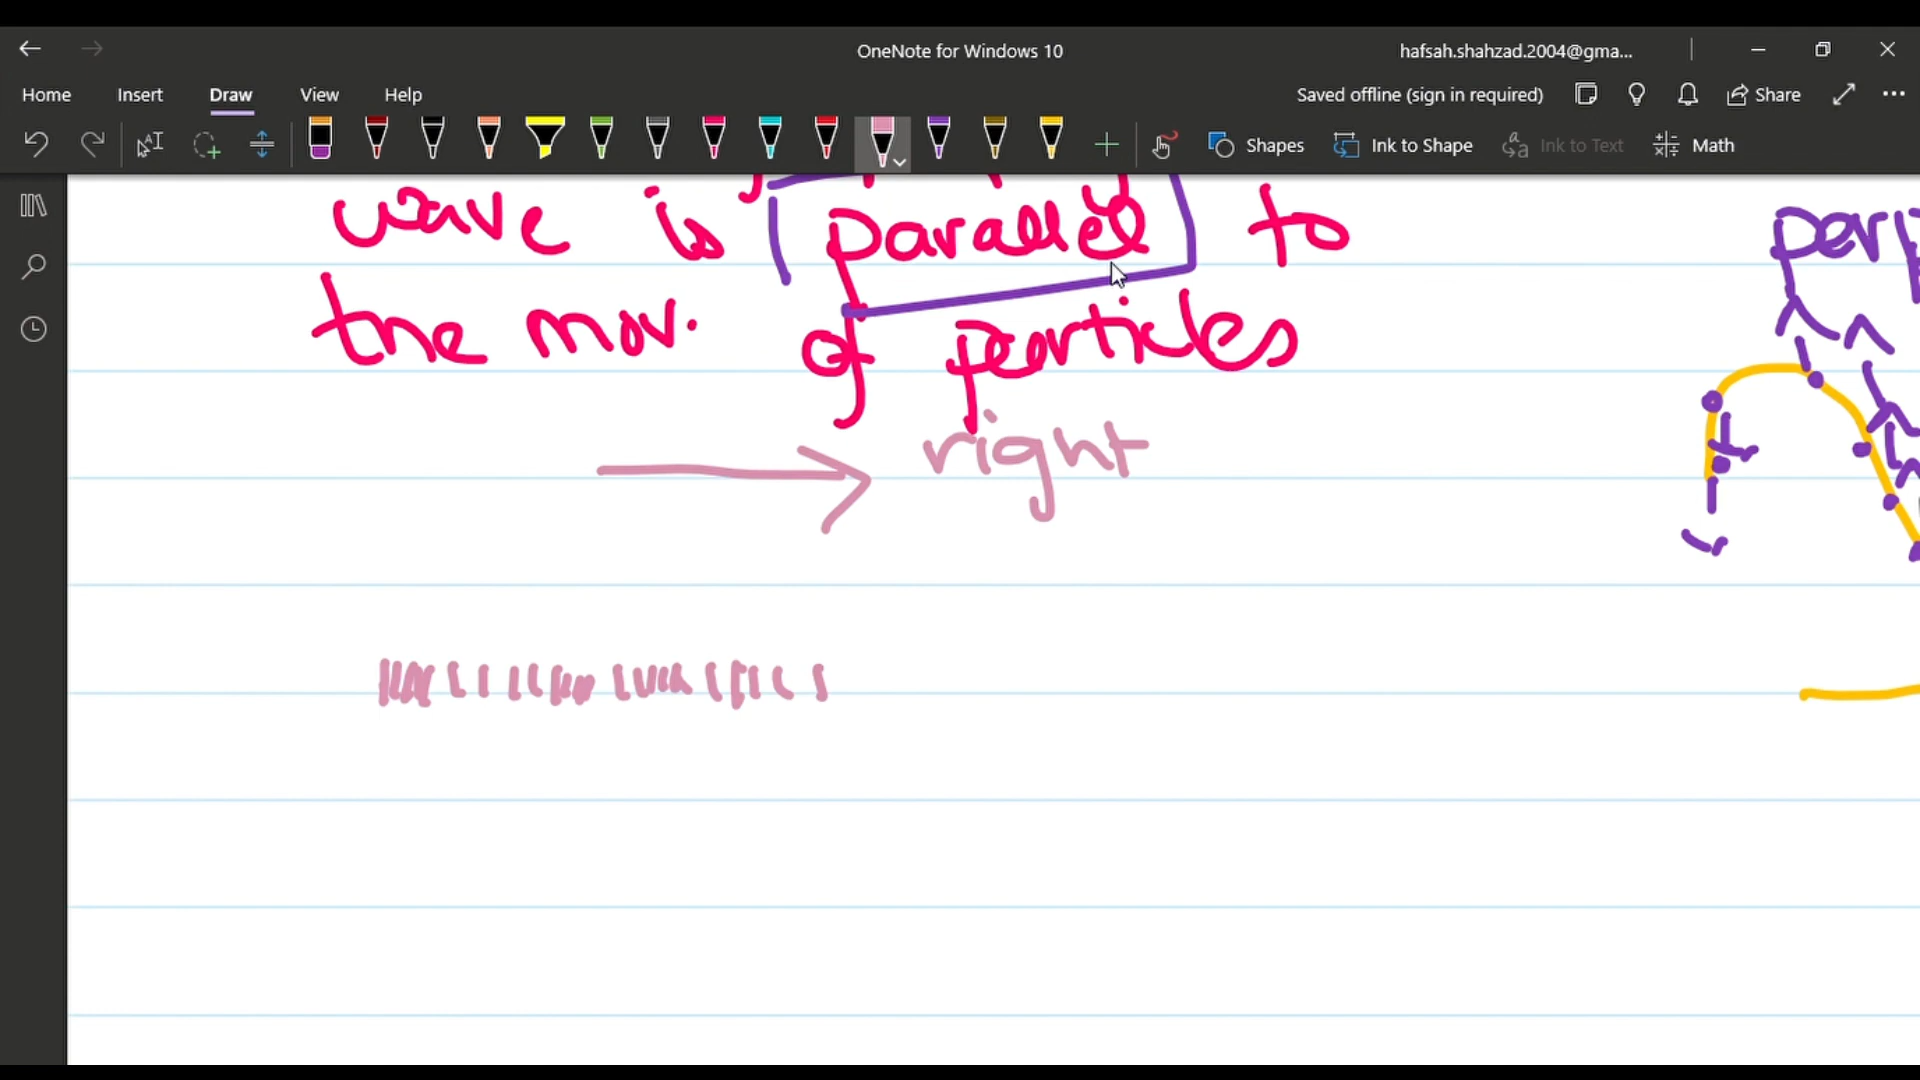 OneNote for Windows 10
hafsah.shahzad.2004@gma...
Home Insert Draw View Help
Saved offline (sign in required) Share
Shapes Ink to Shape Ink to Text Math
wave is parallel to
the mov. of particles
right